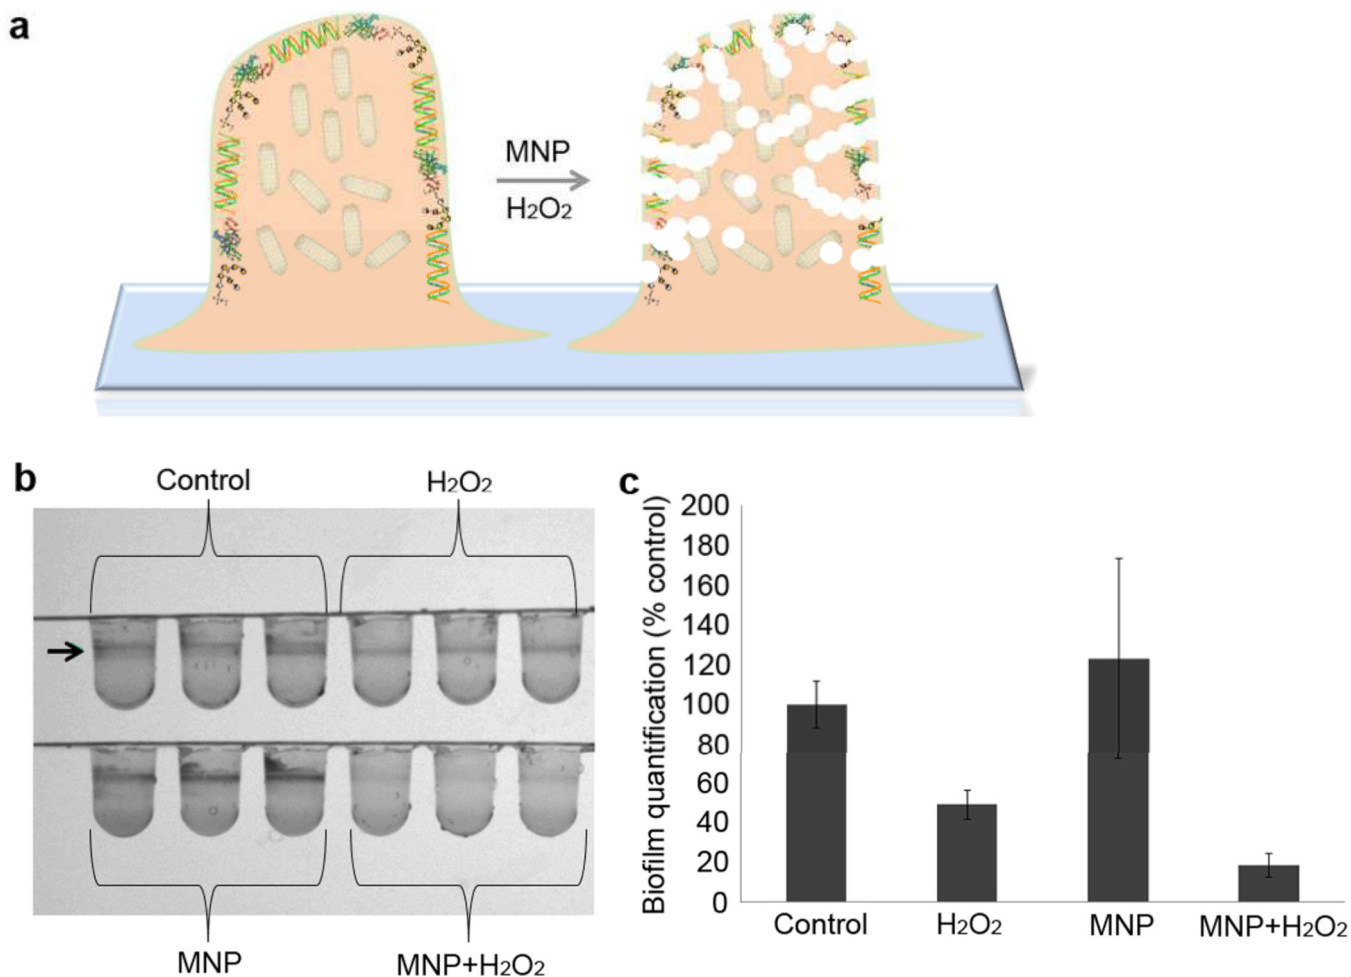 a
MNP
H₂O₂
b
Control
H₂O₂
MNP
MNP+H₂O₂
c
Biofilm quantification (% control)
200
180
160
140
120
100
80
60
40
20
0
Control
H₂O₂
MNP
MNP+H₂O₂